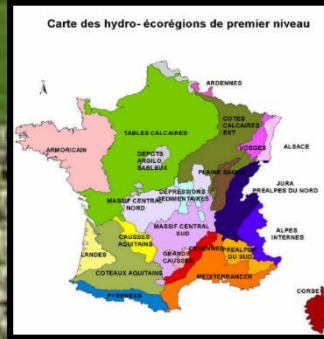 Carte des hydro- écorégions de premier niveau
ARDENNES
COTES
CALCAIRES
EST
VOSGES
ALSACE
TABLES CALCAIRES
ARMORICAIN
DEPOTS
ARGILO
SABLEUX
PLAINE SAONE
JURA
PREALPES DU NORD
DEPRESSIONS
SEDIMENTAIRES
MASSIF CENTRAL
NORD
ALPES
INTERNES
MASSIF CENTRAL
SUD
CAUSSES
AQUITAINS
LANDES
GRANDS
CAUSSES
CEVENNES
PREALPES
DU SUD
COTEAUX AQUITAINS
MEDITERRANEEN
PYRENEES
CORSE